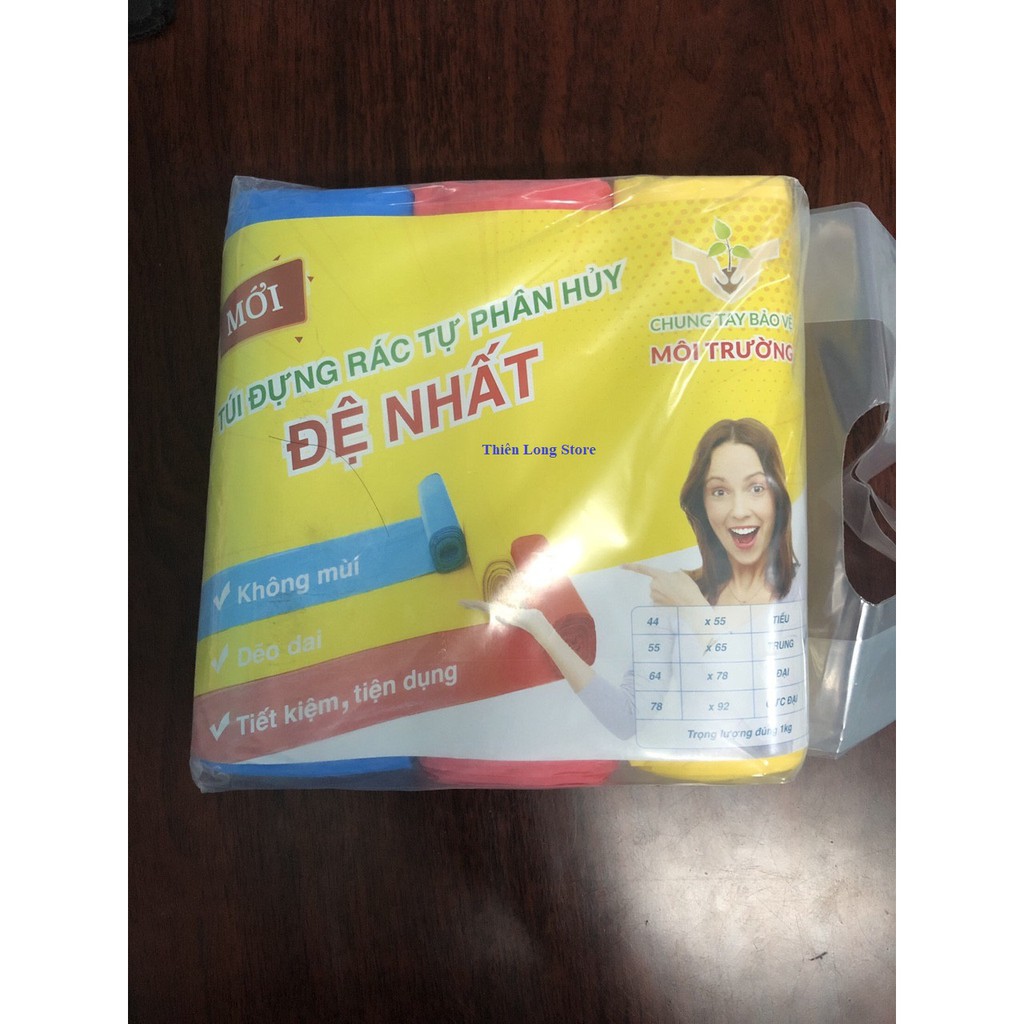 MỚI
TÚI ĐỰNG RÁC TỰ PHÂN HỦY
ĐỆ NHẤT
CHUNG TAY BẢO VỆ
MÔI TRƯỜNG
Thiên Long Store
Không mùi
Dẻo dai
Tiết kiệm, tiện dụng
44 x 55 TIỂU
55 x 65 TRUNG
64 x 78 ĐẠI
78 x 92 CỰC ĐẠI
Trọng lượng đúng 1kg